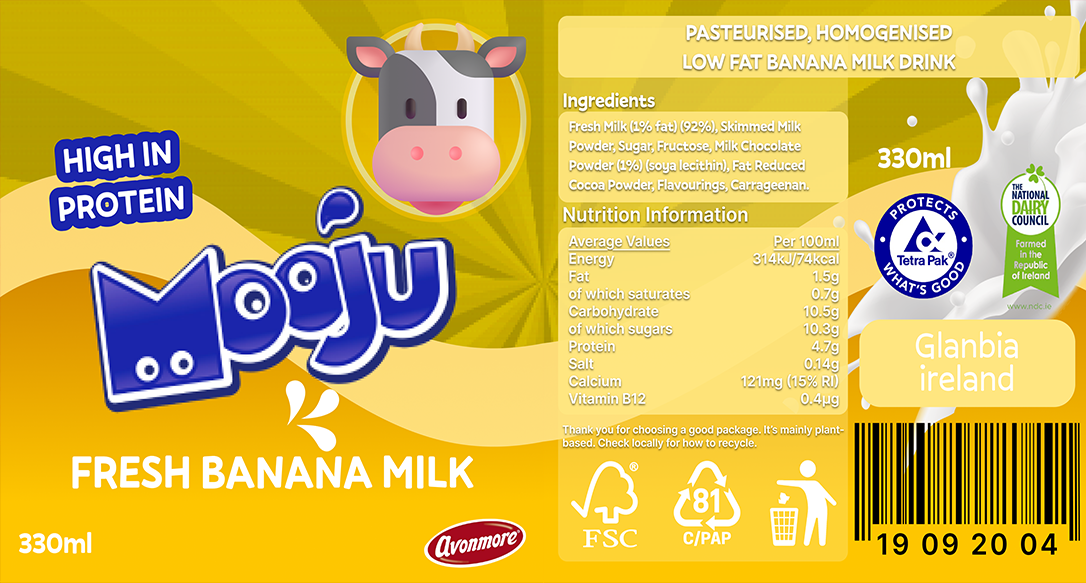 HIGH IN
PROTEIN
Mooju
FRESH BANANA MILK
330ml
avonmore®
PASTEURISED, HOMOGENISED
LOW FAT BANANA MILK DRINK
Ingredients
Fresh Milk (1% fat) (92%), Skimmed Milk
Powder, Sugar, Fructose, Milk Chocolate
Powder (1%) (soya lecithin), Fat Reduced
Cocoa Powder, Flavourings, Carrageenan.
Nutrition Information
Average Values Per 100ml
Energy 314kJ/74kcal
Fat 1.5g
of which saturates 0.7g
Carbohydrate 10.5g
of which sugars 10.3g
Protein 4.7g
Salt 0.14g
Calcium 121mg (15% RI)
Vitamin B12 0.4µg
Thank you for choosing a good package. It's mainly plant-
based. Check locally for how to recycle.
®
FSC
81
C/PAP
330ml
PROTECTS
Tetra Pak®
WHAT'S GOOD
THE
NATIONAL
DAIRY
COUNCIL
Farmed
in the
Republic
of Ireland
www.ndc.ie
Glanbia
ireland
19 09 20 04